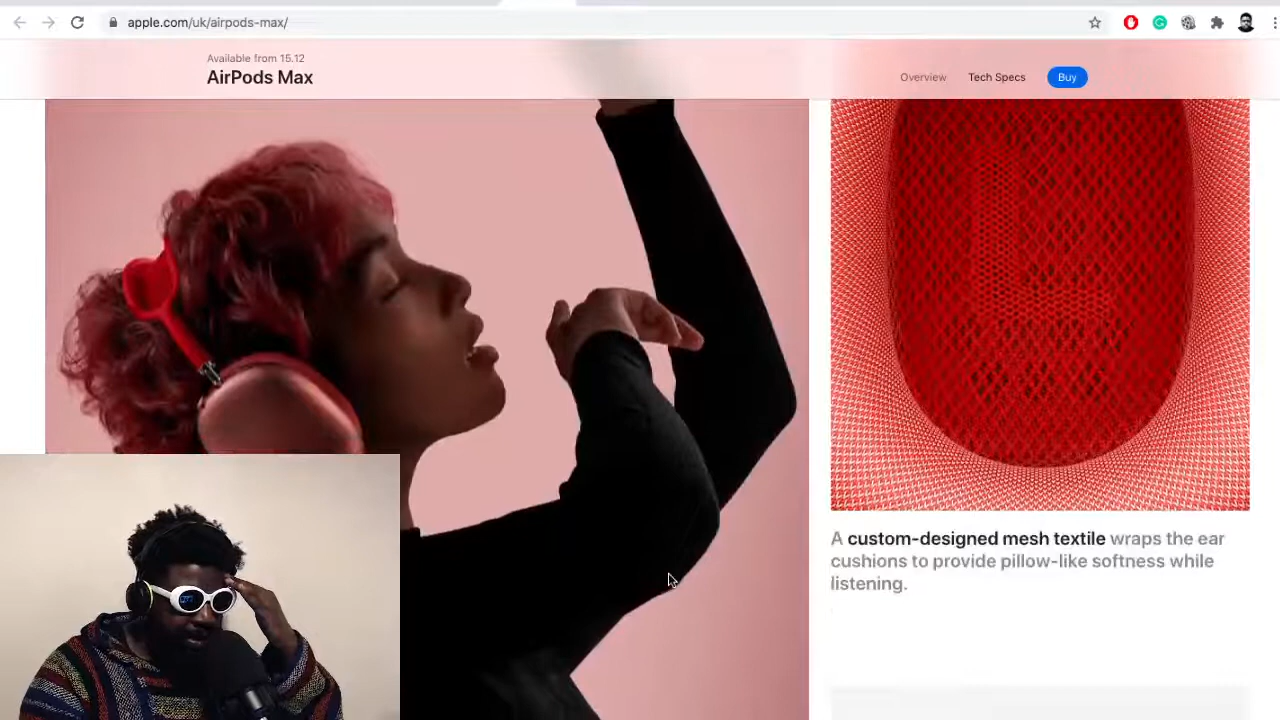 apple.com/uk/airpods-max/
Available from 15.12
AirPods Max
Overview
Tech Specs
Buy
A custom-designed mesh textile wraps the ear
cushions to provide pillow-like softness while
listening.